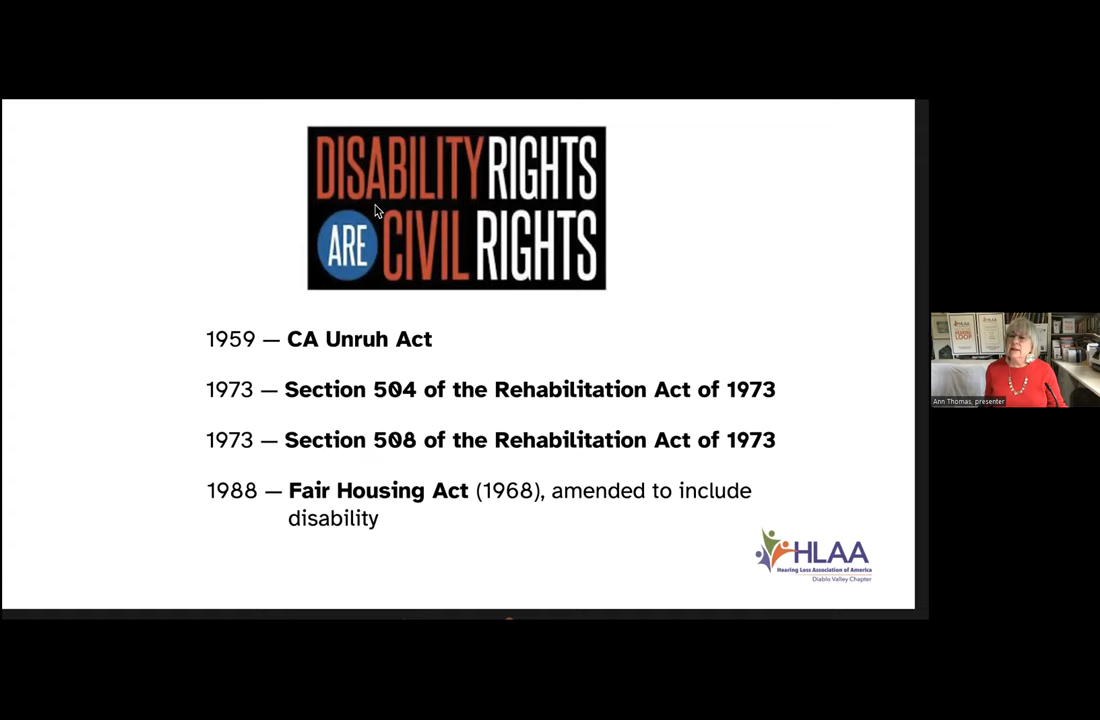 DISABILITY RIGHTS
ARE CIVIL RIGHTS
1959 — CA Unruh Act
1973 — Section 504 of the Rehabilitation Act of 1973
1973 — Section 508 of the Rehabilitation Act of 1973
1988 — Fair Housing Act (1968), amended to include
disability
HLAA
Hearing Loss Association of America
Diablo Valley Chapter
LOOP
Ann Thomas, presenter